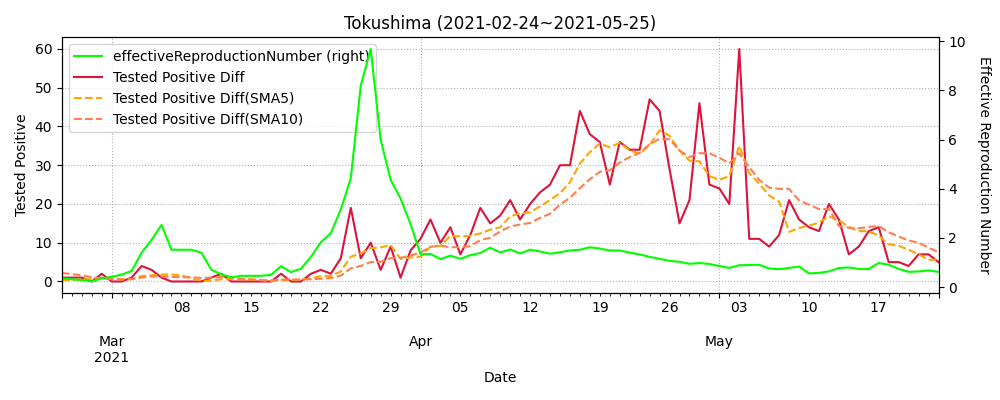 Tokushima (2021-02-24~2021-05-25)
effectiveReproductionNumber (right)
Tested Positive Diff
Tested Positive Diff(SMA5)
Tested Positive Diff(SMA10)
Tested Positive
60
50
40
30
20
10
0
Effective Reproduction Number
10
8
6
4
2
0
08 15 22 29 05 12 19 26 03 10 17
Mar Apr May
2021
Date